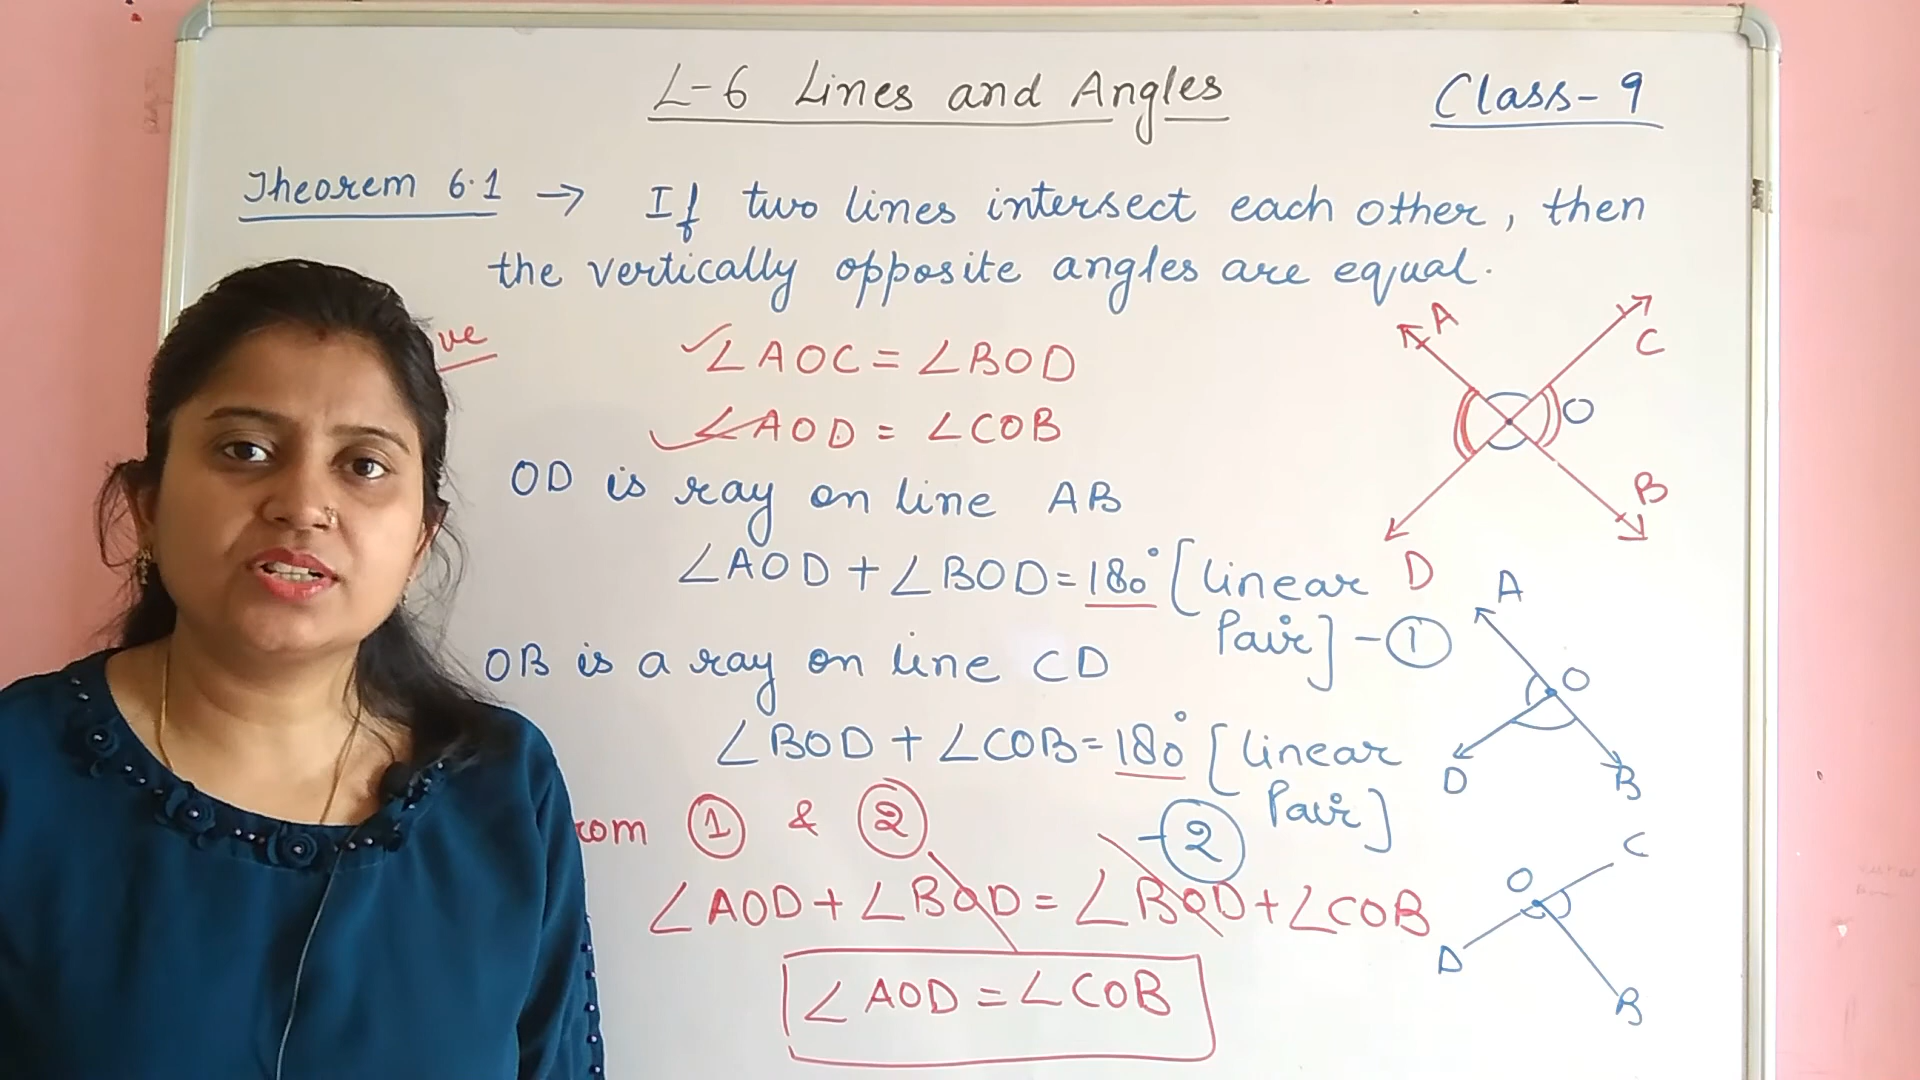 L-6 Lines and Angles
Class-9
Theorem 6.1 → If two lines intersect each other, then
the vertically opposite angles are equal.
✓∠AOC = ∠BOD
✓∠AOD = ∠COB
OD is ray on line AB
∠AOD + ∠BOD = 180° [linear
Pair] - ①
OB is a ray on line CD
∠BOD + ∠COB = 180° [linear
Pair]
- ②
① & ②
∠AOD + ∠BOD = ∠BOD + ∠COB
∠AOD = ∠COB
A
C
O
B
D
A
O
D
B
C
O
D
B